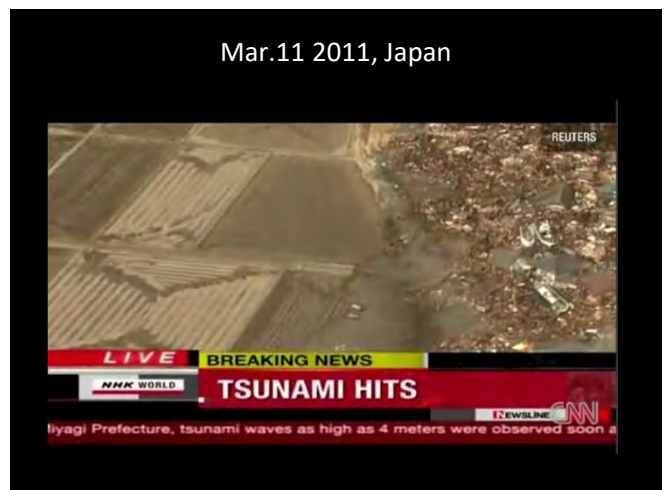 Mar.11 2011, Japan
REUTERS
LIVE
BREAKING NEWS
NHK WORLD
TSUNAMI HITS
NEWSLINE
CNN
Prefecture, tsunami waves as high as 4 meters were observed soon